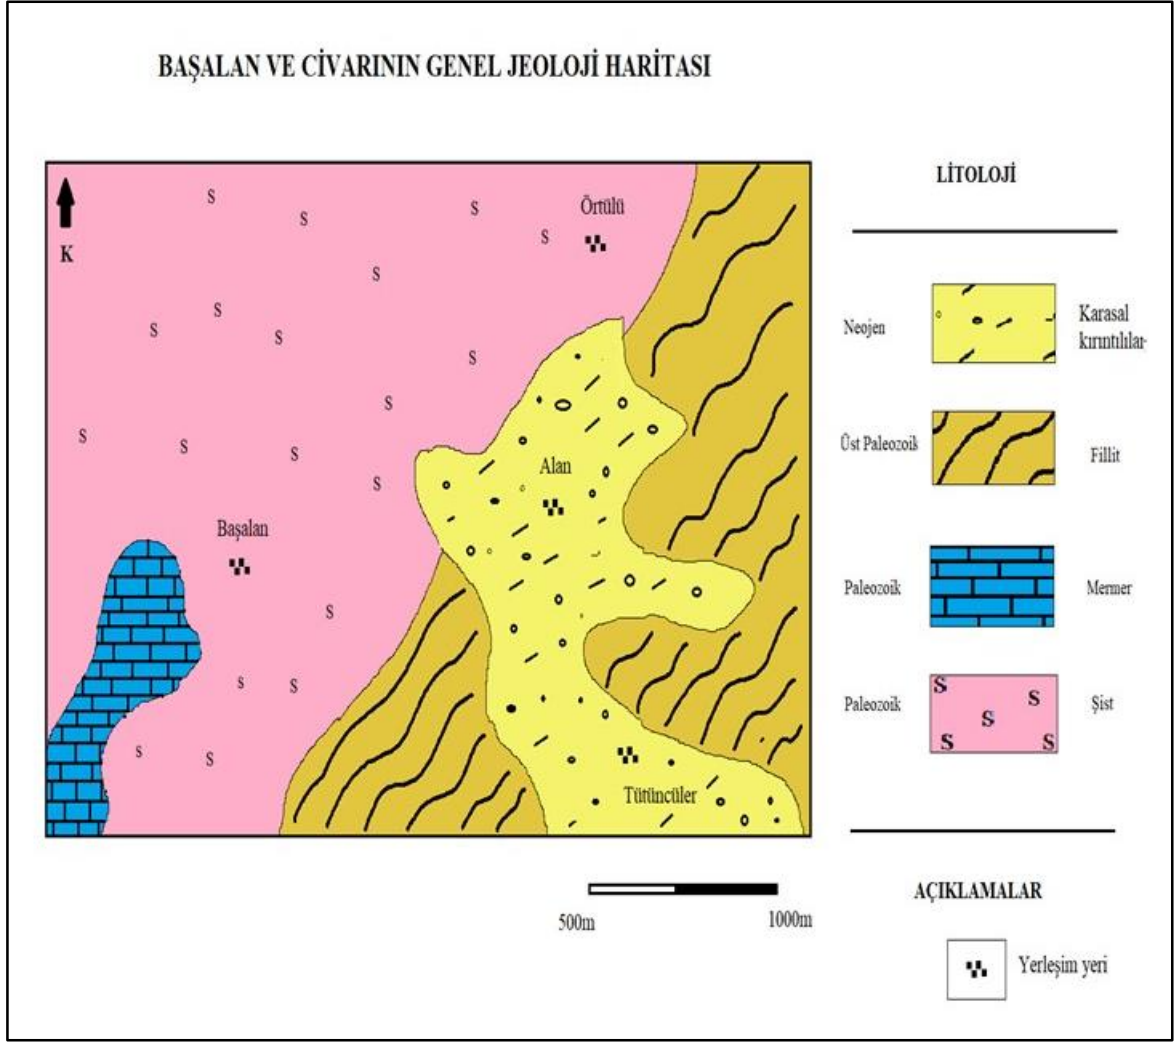 BAŞALAN VE CİVARININ GENEL JEOLOJİ HARİTASI
K
Örtülü
Alan
Başalan
Tütüncüler
500m 1000m
LİTOLOJİ
Neojen
Karasal
kırıntılılar
Üst Paleozoik
Fillit
Paleozoik
Mermer
Paleozoik
Şist
AÇIKLAMALAR
Yerleşim yeri
S S S S S S S S S S S S S S S S S S S S S S
S S S S S